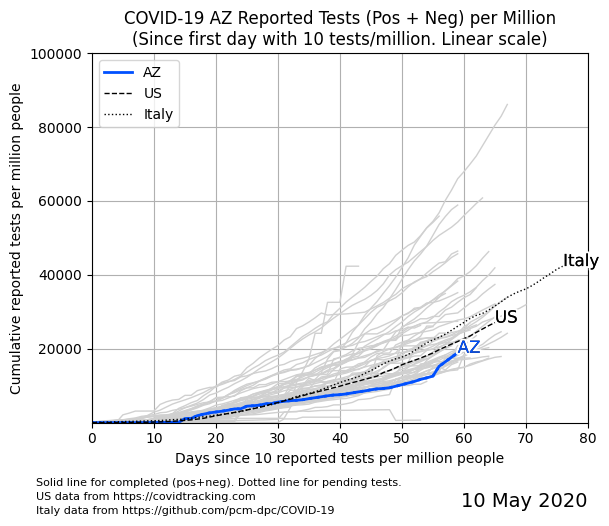 COVID-19 AZ Reported Tests (Pos + Neg) per Million
(Since first day with 10 tests/million. Linear scale)
Cumulative reported tests per million people
100000
80000
60000
40000
20000
AZ
US
Italy
Italy
US
AZ
0 10 20 30 40 50 60 70 80
Days since 10 reported tests per million people
Solid line for completed (pos+neg). Dotted line for pending tests.
US data from https://covidtracking.com
Italy data from https://github.com/pcm-dpc/COVID-19
10 May 2020